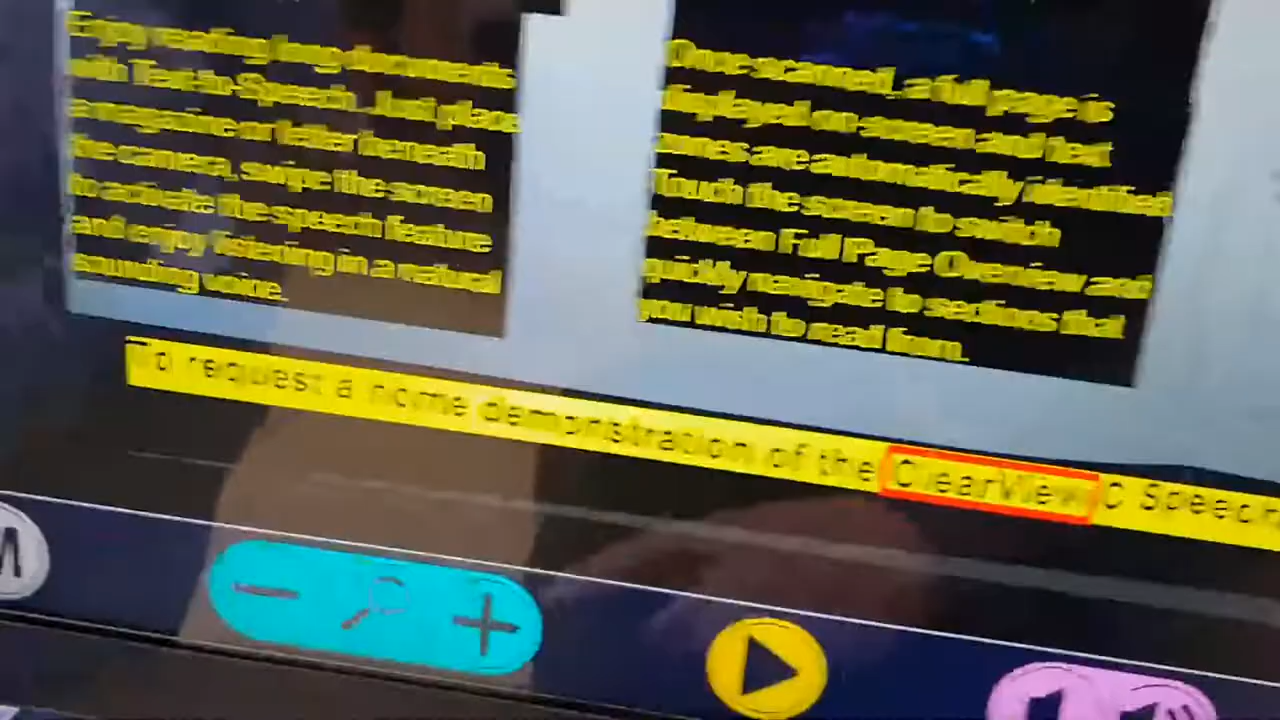 Enjoy reading long documents
with Text-to-Speech. Just place
a magazine or letter beneath
the camera, swipe the screen
to activate the speech feature
and enjoy listening in a natural
sounding voice.
Once scanned, a full page is
displayed on screen and text
zones are automatically identified
Touch the screen to switch
between Full Page Overview and
quickly navigate to sections that
you wish to read from.
To request a home demonstration of the ClearView C Speech